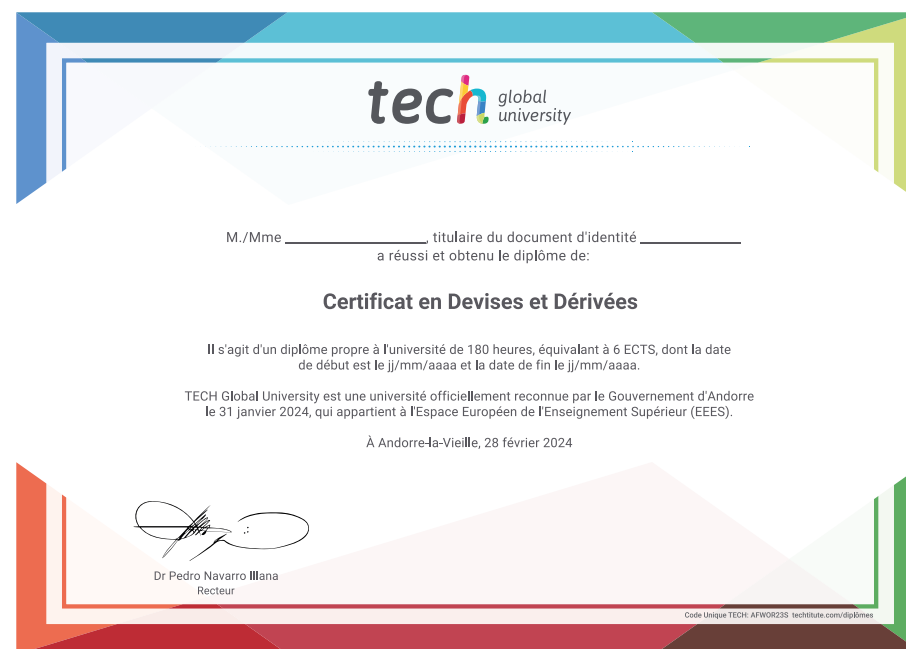 tech global university
M./Mme ____________, titulaire du document d'identité ____________
a réussi et obtenu le diplôme de:
Certificat en Devises et Dérivées
Il s'agit d'un diplôme propre à l'université de 180 heures, équivalant à 6 ECTS, dont la date
de début est le jj/mm/aaaa et la date de fin le jj/mm/aaaa.
TECH Global University est une université officiellement reconnue par le Gouvernement d'Andorre
le 31 janvier 2024, qui appartient à l'Espace Européen de l'Enseignement Supérieur (EEES).
À Andorre-la-Vieille, 28 février 2024
Dr Pedro Navarro Illana
Recteur
Code Unique TECH: AFWOR23S techtitute.com/diplômes